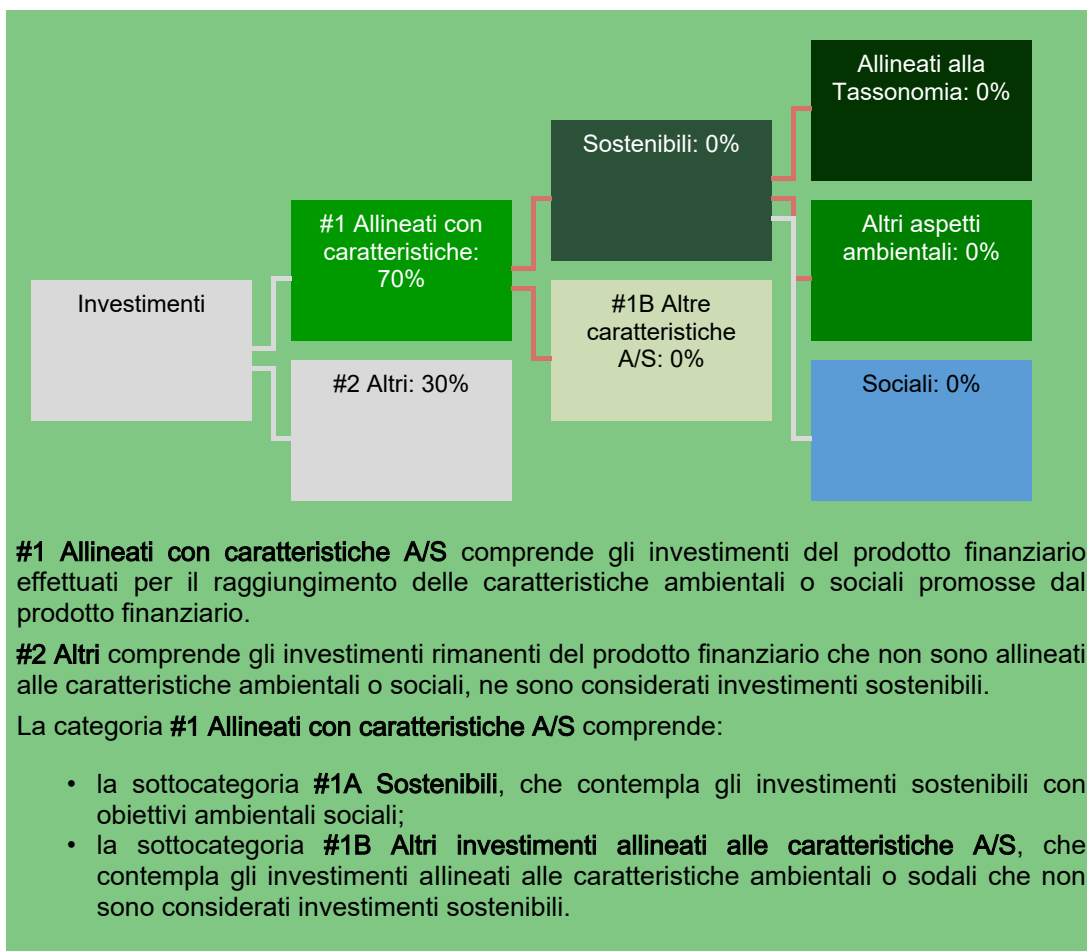 Allineati alla
Tassonomia: 0%
Sostenibili: 0%
#1 Allineati con
caratteristiche:
70%
Altri aspetti
ambientali: 0%
Investimenti
#1B Altre
caratteristiche
A/S: 0%
#2 Altri: 30%
Sociali: 0%
#1 Allineati con caratteristiche A/S comprende gli investimenti del prodotto finanziario
effettuati per il raggiungimento delle caratteristiche ambientali o sociali promosse dal
prodotto finanziario.
#2 Altri comprende gli investimenti rimanenti del prodotto finanziario che non sono allineati
alle caratteristiche ambientali o sociali, ne sono considerati investimenti sostenibili.
La categoria #1 Allineati con caratteristiche A/S comprende:
• la sottocategoria #1A Sostenibili, che contempla gli investimenti sostenibili con
obiettivi ambientali sociali;
• la sottocategoria #1B Altri investimenti allineati alle caratteristiche A/S, che
contempla gli investimenti allineati alle caratteristiche ambientali o sodali che non
sono considerati investimenti sostenibili.